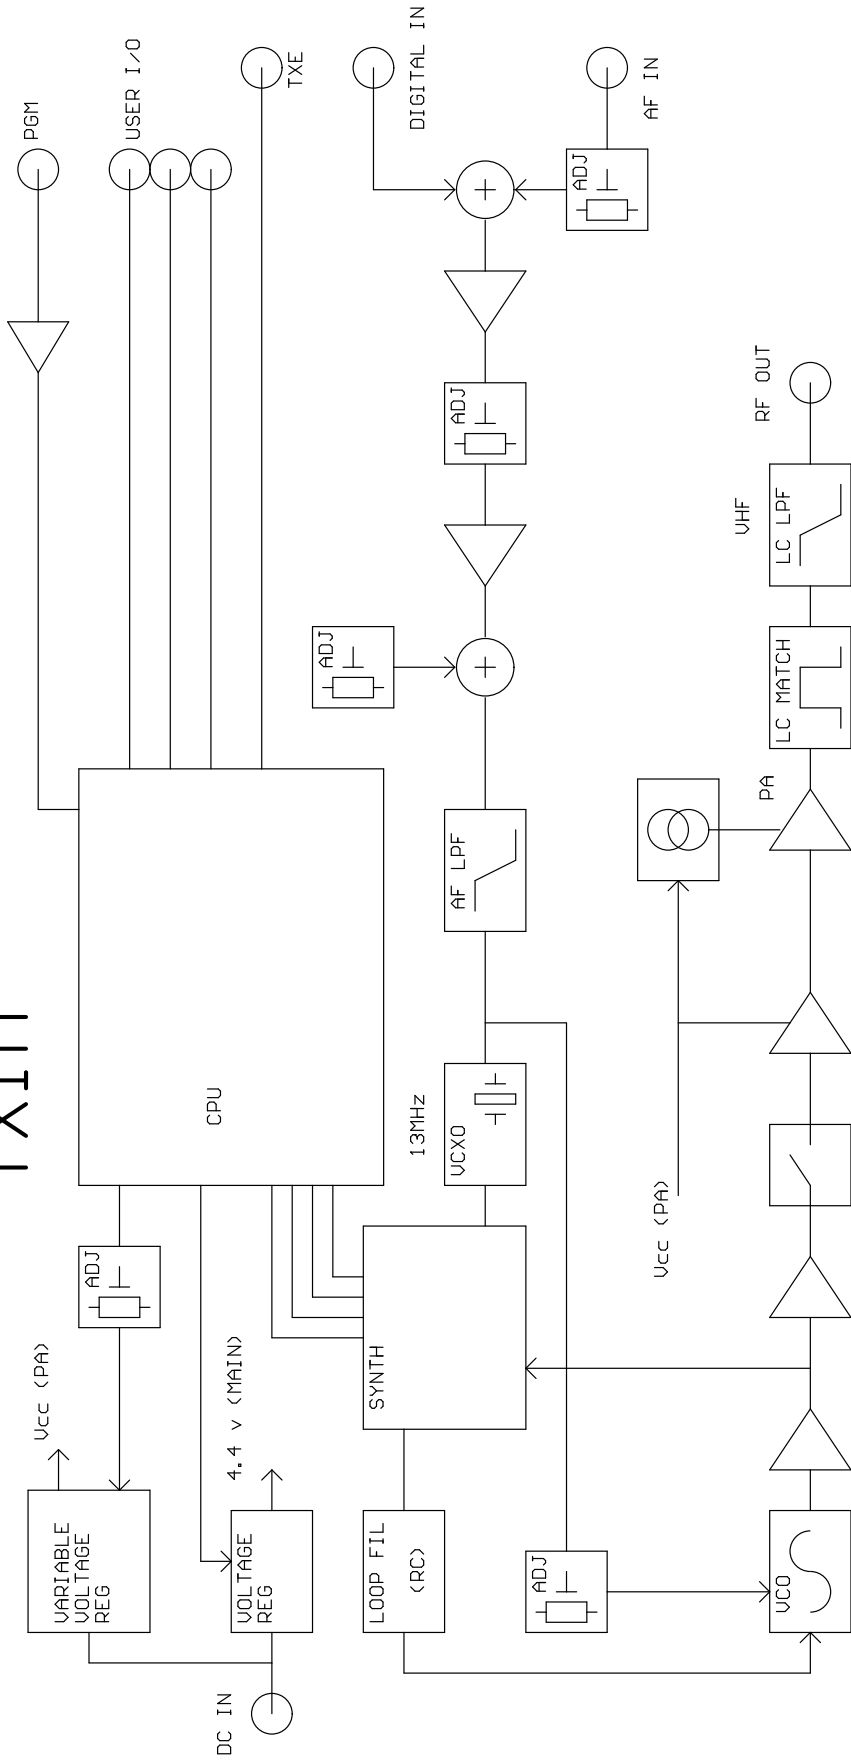 PGM
Vcc (PA)
VARIABLE
VOLTAGE
REG
ADJ
USER I/O
CPU
DC IN
VOLTAGE
REG
4.4 v (MAIN)
TXE
ADJ
LOOP FIL
(RC)
SYNTH
13MHz
VCXO
AF LPF
ADJ
DIGITAL IN
ADJ
ADJ
AF IN
Vcc (PA)
VCO
PA
LC MATCH
VHF
LC LPF
RF OUT